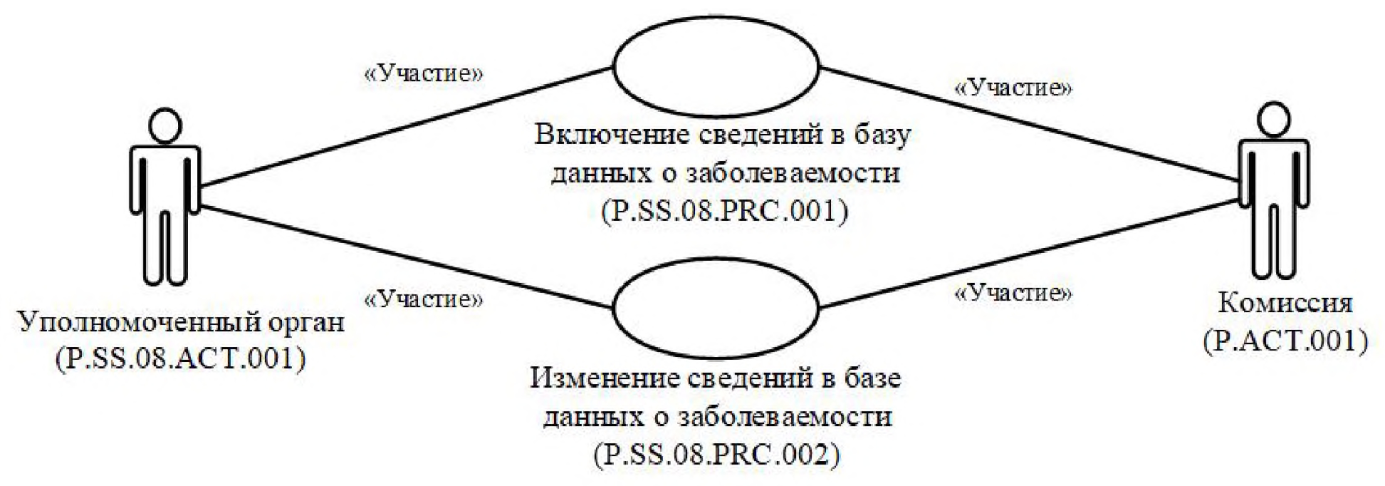 «Участие»
«Участие»
Включение сведений в базу
данных о заболеваемости
(P.SS.08.PRC.001)
«Участие»
«Участие»
Уполномоченный орган
(P.SS.08.ACT.001)
Комиссия
(P.ACT.001)
Изменение сведений в базе
данных о заболеваемости
(P.SS.08.PRC.002)